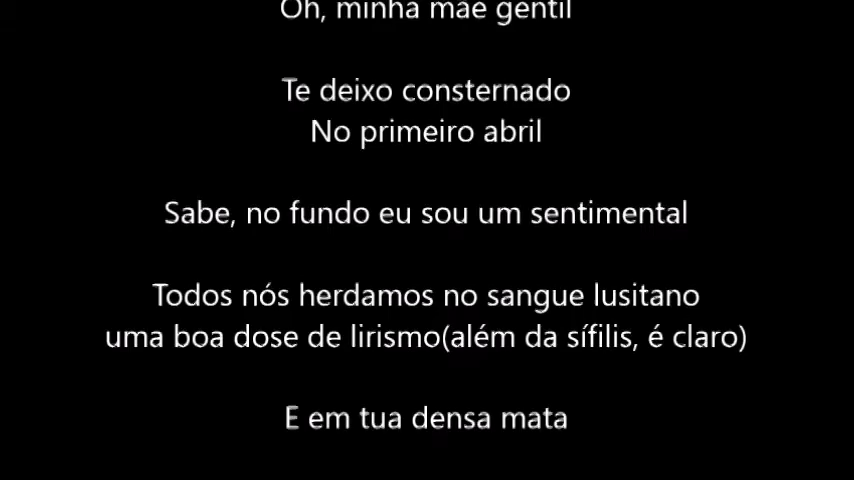 Oh, minha mãe gentil
Te deixo consternado
No primeiro abril
Sabe, no fundo eu sou um sentimental
Todos nós herdamos no sangue lusitano
uma boa dose de lirismo(além da sífilis, é claro)
E em tua densa mata